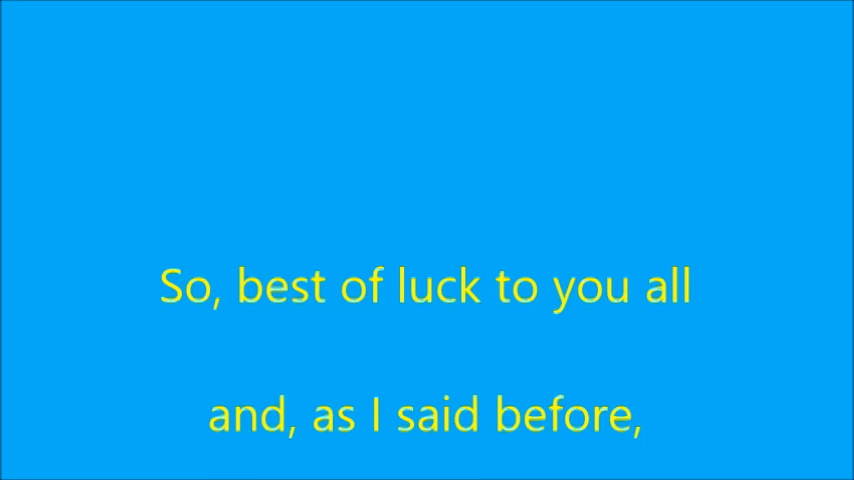 So, best of luck to you all
and, as I said before,